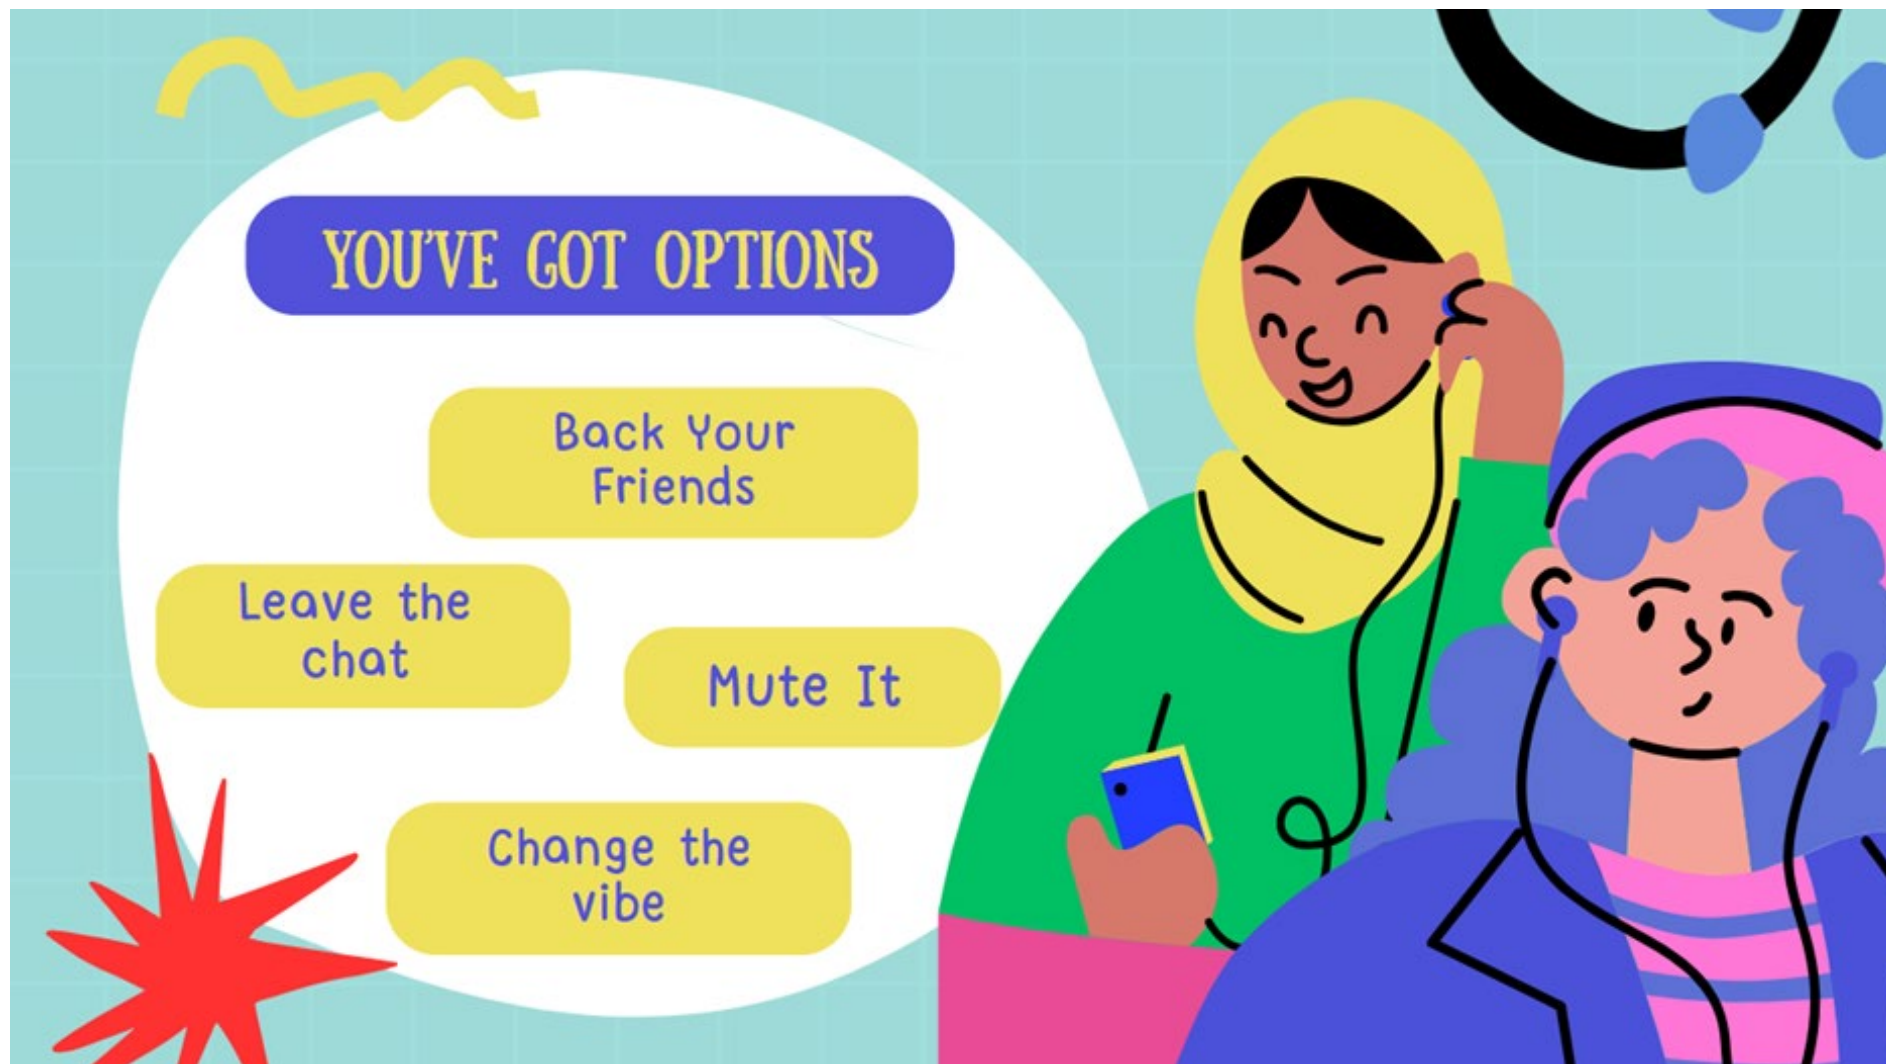 YOU'VE GOT OPTIONS
Back Your
Friends
Leave the
chat
Mute It
Change the
vibe